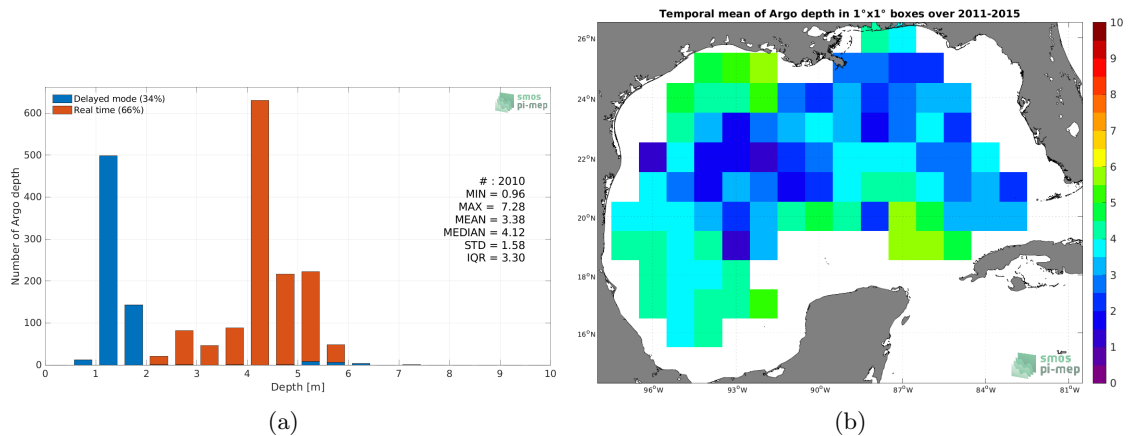 Delayed mode (34%)
Real time (66%)
smos
pi-mep
# : 2010
MIN = 0.96
MAX = 7.28
MEAN = 3.38
MEDIAN = 4.12
STD = 1.58
IQR = 3.30
Number of Argo depth
600
500
400
300
200
100
0
0 1 2 3 4 5 6 7 8 9 10
Depth [m]
(a)
Temporal mean of Argo depth in 1°x1° boxes over 2011-2015
26°N
24°N
22°N
20°N
18°N
16°N
96°W 93°W 90°W 87°W 84°W 81°W
smos
pi-mep
10
9
8
7
6
5
4
3
2
1
0
(b)